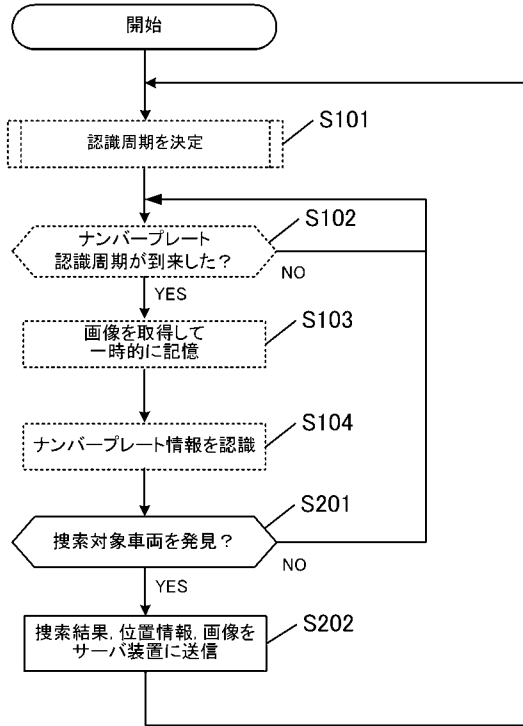 開始
S101
認識周期を決定
S102
ナンバープレート
認識周期が到来した？
NO
YES
S103
画像を取得して
一時的に記憶
S104
ナンバープレート情報を認識
S201
捜索対象車両を発見？
NO
YES
S202
捜索結果，位置情報，画像を
サーバ装置に送信